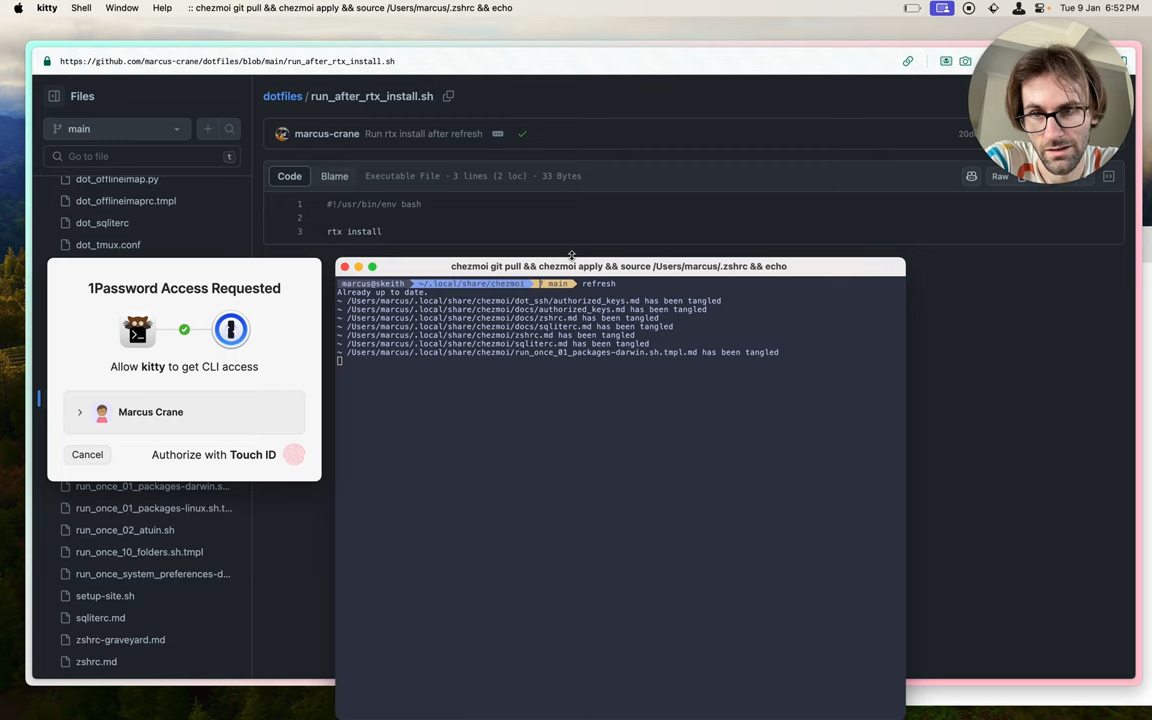 kitty Shell Window Help :: chezmoi git pull && chezmoi apply && source /Users/marcus/.zshrc && echo Tue 9 Jan 6:52PM
https://github.com/marcus-crane/dotfiles/blob/main/run_after_rtx_install.sh
Files
main
Go to file t
dot_offlineimap.py
dot_offlineimaprc.tmpl
dot_sqliterc
dot_tmux.conf
dotfiles / run_after_rtx_install.sh
marcus-crane Run rtx install after refresh
Code Blame Executable File · 3 lines (2 loc) · 33 Bytes Raw
1 #!/usr/bin/env bash
2
3 rtx install
1Password Access Requested
Allow kitty to get CLI access
Marcus Crane
Cancel Authorize with Touch ID
chezmoi git pull && chezmoi apply && source /Users/marcus/.zshrc && echo
marcus@skeith ~/.local/share/chezmoi main refresh
Already up to date.
~ /Users/marcus/.local/share/chezmoi/dot_ssh/authorized_keys.md has been tangled
~ /Users/marcus/.local/share/chezmoi/docs/authorized_keys.md has been tangled
~ /Users/marcus/.local/share/chezmoi/docs/zshrc.md has been tangled
~ /Users/marcus/.local/share/chezmoi/docs/sqliterc.md has been tangled
~ /Users/marcus/.local/share/chezmoi/zshrc.md has been tangled
~ /Users/marcus/.local/share/chezmoi/sqliterc.md has been tangled
~ /Users/marcus/.local/share/chezmoi/run_once_01_packages-darwin.sh.tmpl.md has been tangled
run_once_01_packages-darwin.s...
run_once_01_packages-linux.sh.t...
run_once_02_atuin.sh
run_once_10_folders.sh.tmpl
run_once_system_preferences-d...
setup-site.sh
sqliterc.md
zshrc-graveyard.md
zshrc.md